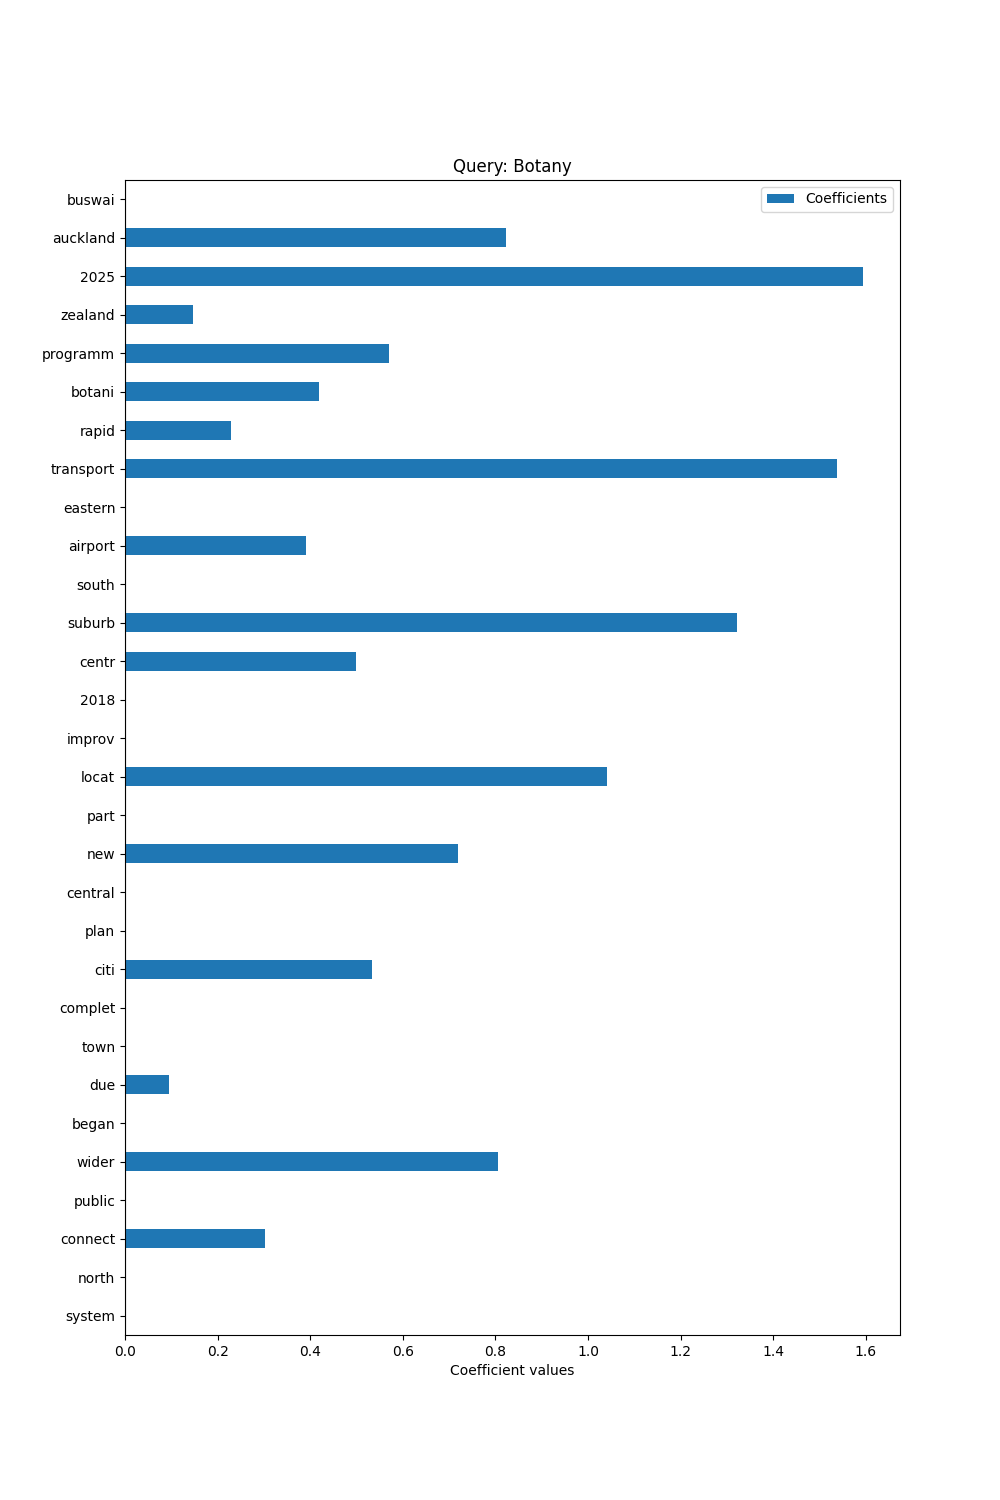 Query: Botany
Coefficients
buswai
auckland
2025
zealand
programm
botani
rapid
transport
eastern
airport
south
suburb
centr
2018
improv
locat
part
new
central
plan
citi
complet
town
due
began
wider
public
connect
north
system
0.0 0.2 0.4 0.6 0.8 1.0 1.2 1.4 1.6
Coefficient values